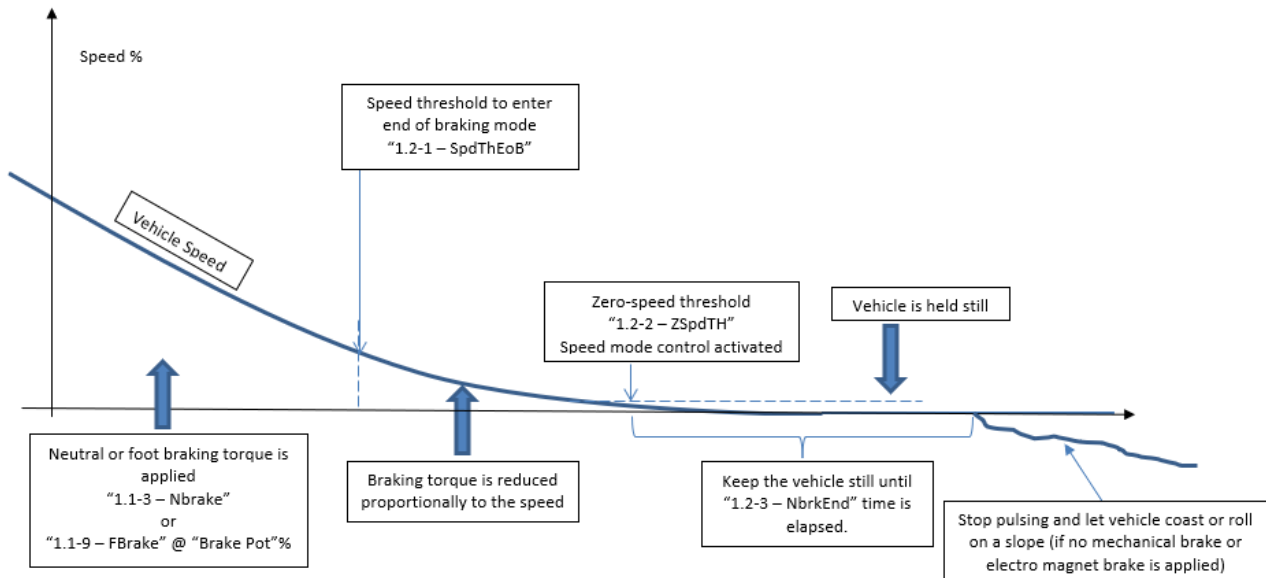 Speed %
Speed threshold to enter
end of braking mode
“1.2-1 – SpdThEoB”
Vehicle Speed
Zero-speed threshold
“1.2-2 – ZSpdTH”
Speed mode control activated
Vehicle is held still
Neutral or foot braking torque is
applied
“1.1-3 – Nbrake”
or
“1.1-9 – FBrake” @ “Brake Pot”%
Braking torque is reduced
proportionally to the speed
Keep the vehicle still until
“1.2-3 – NbrkEnd” time is
elapsed.
Stop pulsing and let vehicle coast or roll
on a slope (if no mechanical brake or
electro magnet brake is applied)